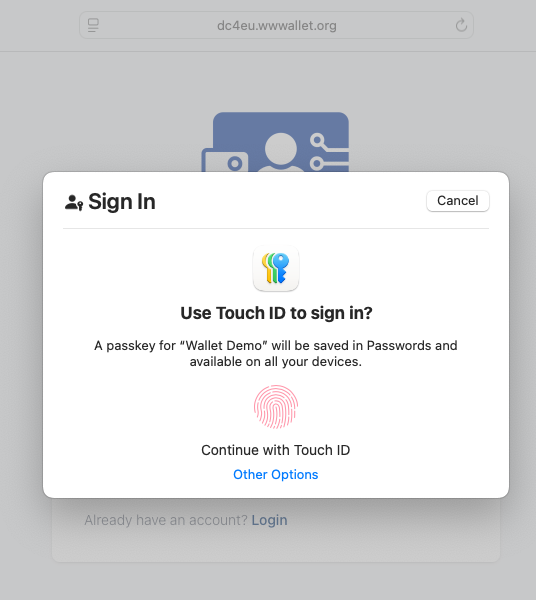 dc4eu.wwwallet.org
Sign In
Cancel
Use Touch ID to sign in?
A passkey for “Wallet Demo” will be saved in Passwords and
available on all your devices.
Continue with Touch ID
Other Options
Already have an account? Login